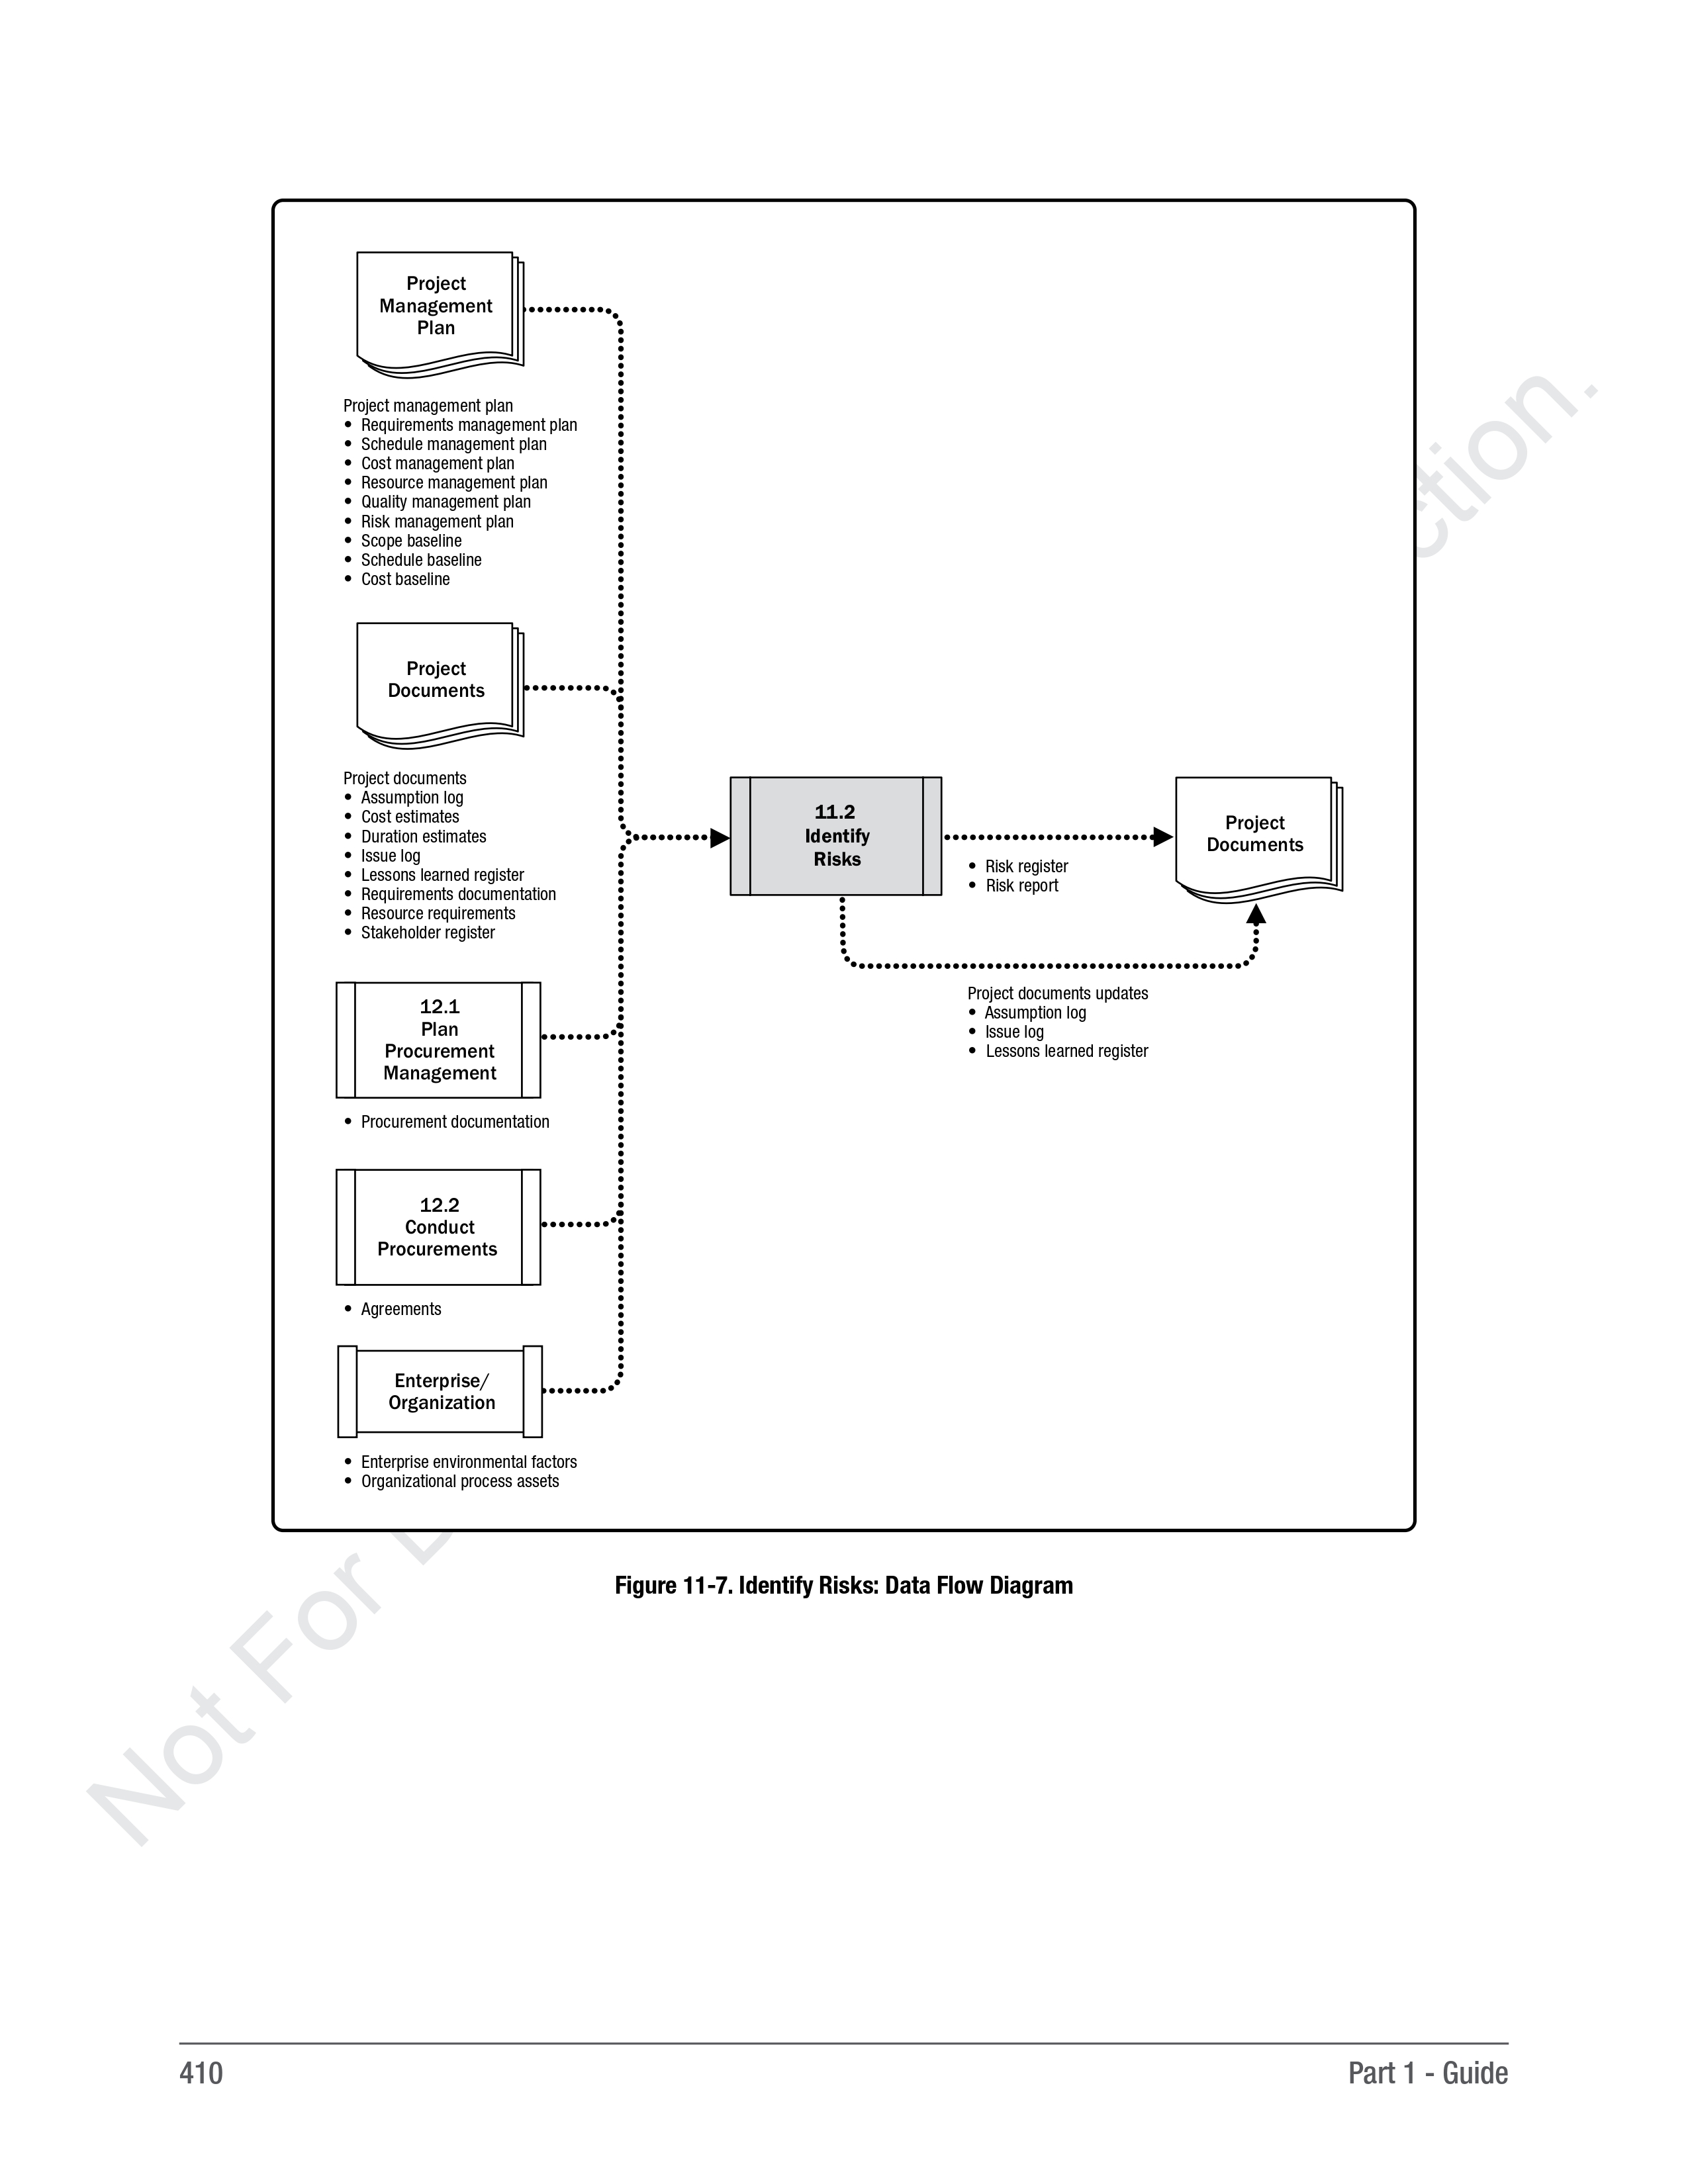 Project
Management
Plan
Project management plan
• Requirements management plan
• Schedule management plan
• Cost management plan
• Resource management plan
• Quality management plan
• Risk management plan
• Scope baseline
• Schedule baseline
• Cost baseline
Project
Documents
Project documents
• Assumption log
• Cost estimates
• Duration estimates
• Issue log
• Lessons learned register
• Requirements documentation
• Resource requirements
• Stakeholder register
12.1
Plan
Procurement
Management
• Procurement documentation
12.2
Conduct
Procurements
• Agreements
Enterprise/
Organization
• Enterprise environmental factors
• Organizational process assets
11.2
Identify
Risks
• Risk register
• Risk report
Project
Documents
Project documents updates
• Assumption log
• Issue log
• Lessons learned register
Figure 11-7. Identify Risks: Data Flow Diagram
Not For
410
Part 1 - Guide